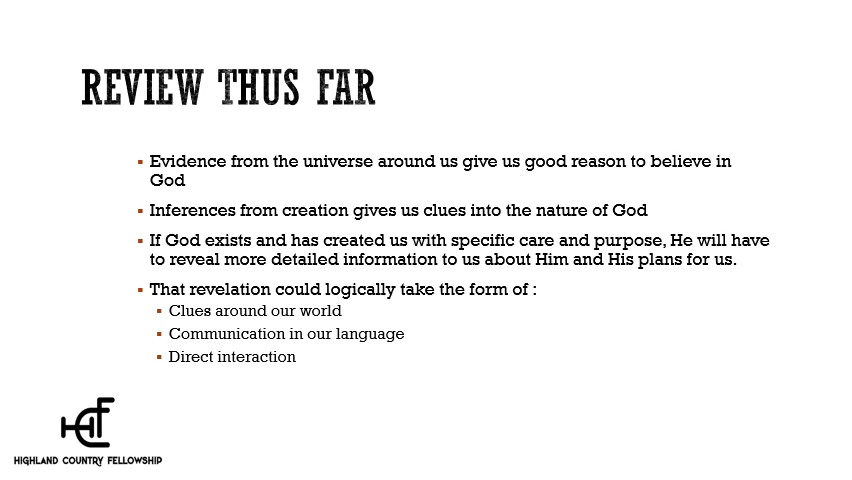 REVIEW THUS FAR
▪ Evidence from the universe around us give us good reason to believe in
God
▪ Inferences from creation gives us clues into the nature of God
▪ If God exists and has created us with specific care and purpose, He will have
to reveal more detailed information to us about Him and His plans for us.
▪ That revelation could logically take the form of :
▪ Clues around our world
▪ Communication in our language
▪ Direct interaction
HCF
HIGHLAND COUNTRY FELLOWSHIP